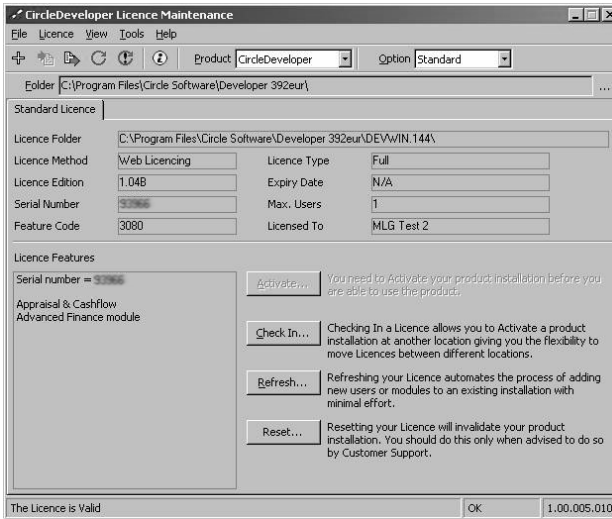 CircleDeveloper Licence Maintenance
File Licence View Tools Help
Product CircleDeveloper Option Standard
Folder C:\Program Files\Circle Software\Developer 392eur\ ...
Standard Licence
Licence Folder C:\Program Files\Circle Software\Developer 392eur\DEVWIN.144\
Licence Method Web Licencing Licence Type Full
Licence Edition 1.04B Expiry Date N/A
Serial Number Max. Users 1
Feature Code 3080 Licensed To MLG Test 2
Licence Features
Serial number =
Appraisal & Cashflow
Advanced Finance module
Activate... You need to Activate your product installation before you
are able to use the product.
Check In... Checking In a Licence allows you to Activate a product
installation at another location giving you the flexibility to
move Licences between different locations.
Refresh... Refreshing your Licence automates the process of adding
new users or modules to an existing installation with
minimal effort.
Reset... Resetting your Licence will invalidate your product
installation. You should do this only when advised to do so
by Customer Support.
The Licence is Valid OK 1.00.005.010